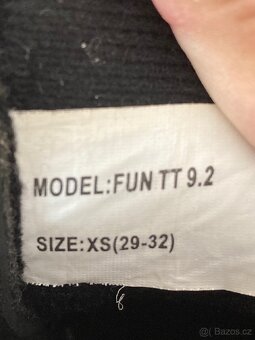 MODEL:FUN TT 9.2
SIZE:XS(29-32)
Bazos.cz